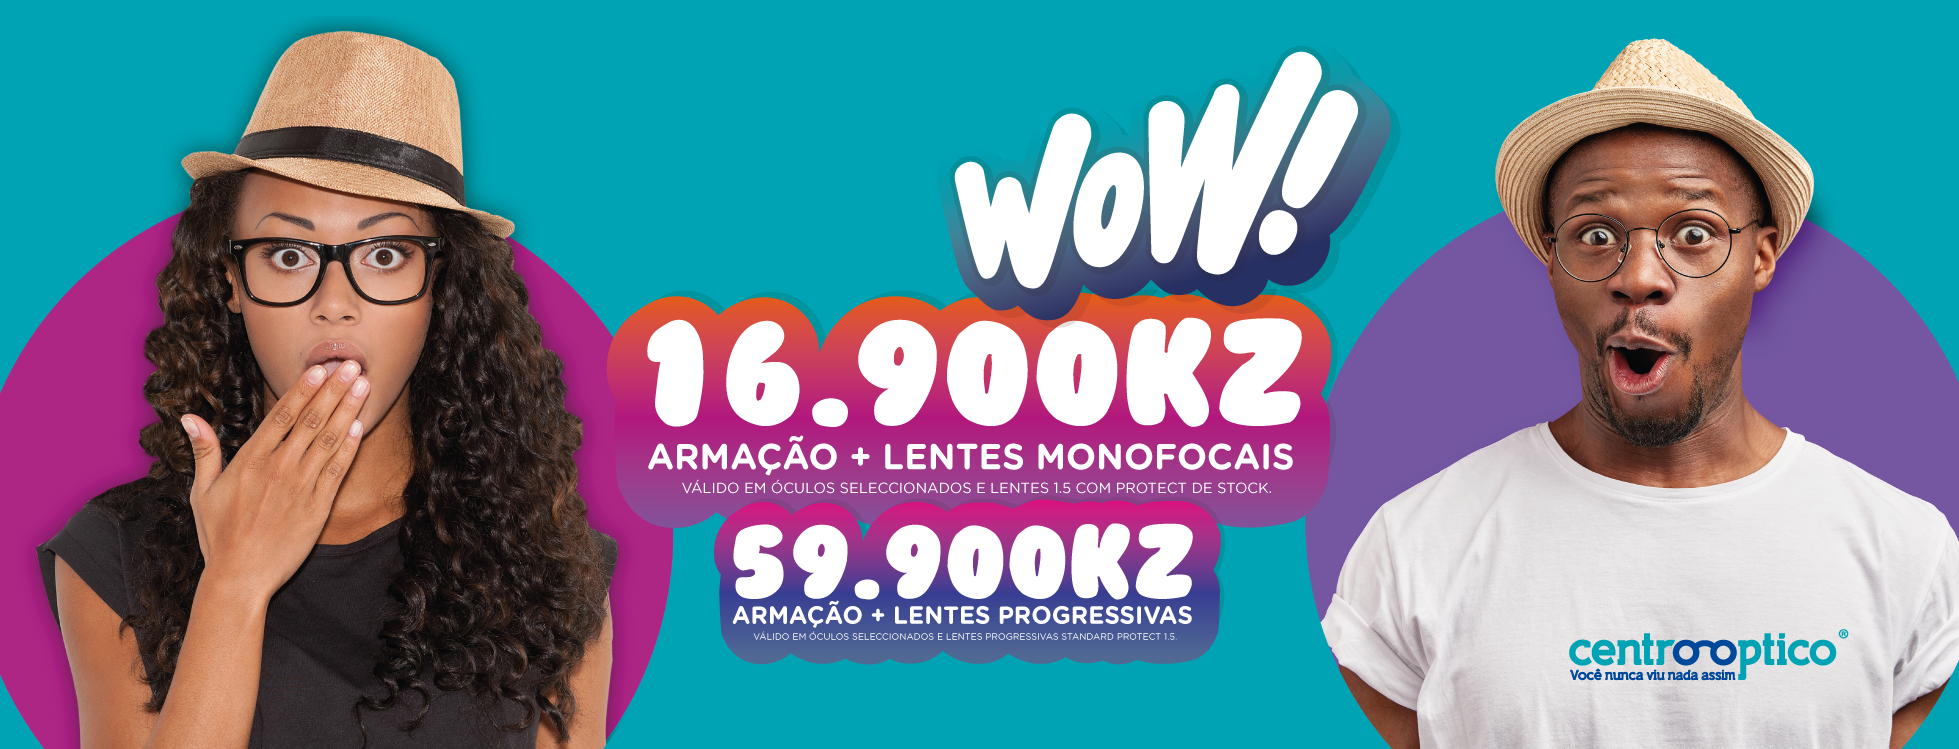 WOW!
16.900KZ
ARMAÇÃO + LENTES MONOFOCAIS
VÁLIDO EM ÓCULOS SELECCIONADOS E LENTES 1.5 COM PROTECT DE STOCK.
59.900KZ
ARMAÇÃO + LENTES PROGRESSIVAS
VÁLIDO EM ÓCULOS SELECCIONADOS E LENTES PROGRESSIVAS STANDARD PROTECT 1.5.
centrooptico®
Você nunca viu nada assim